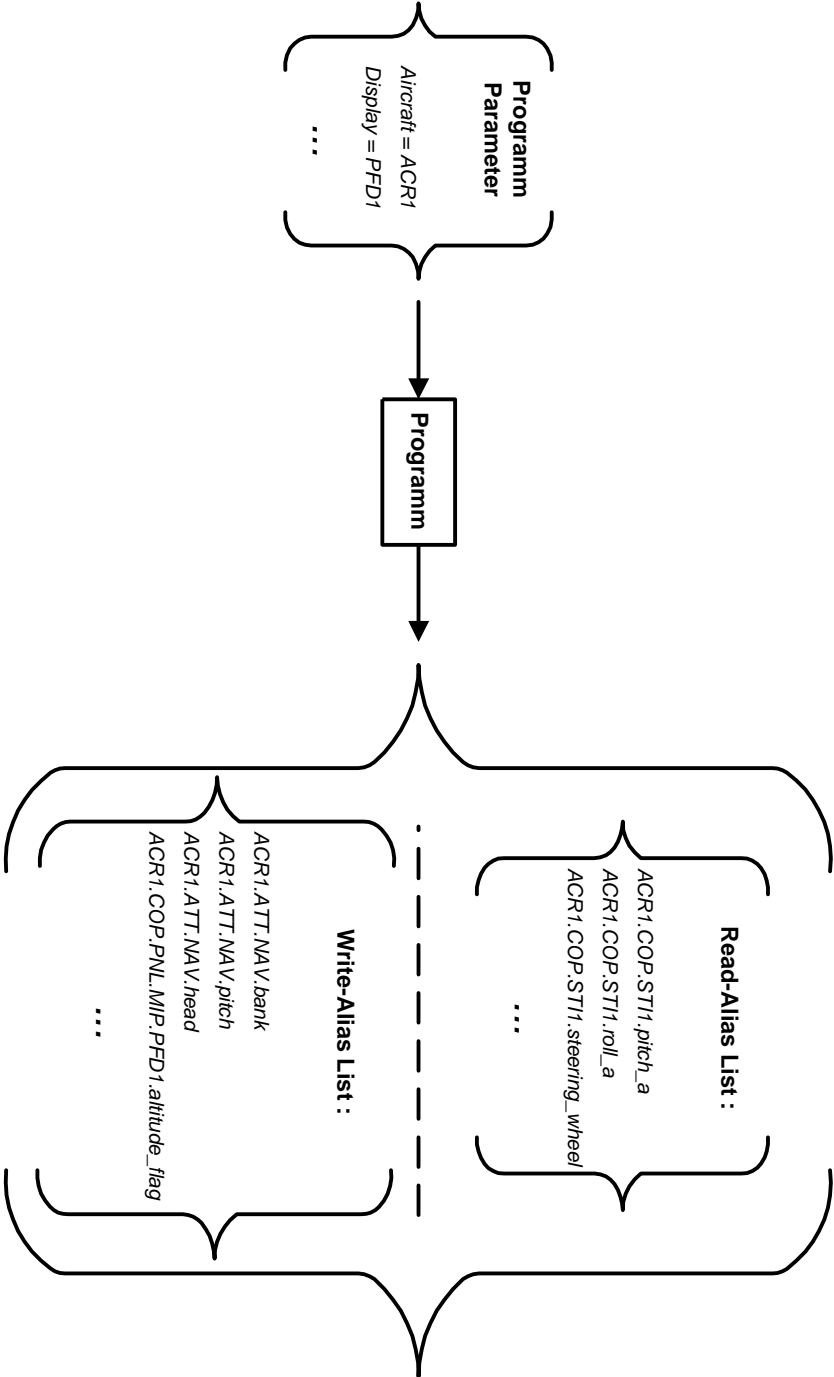 Programm
Parameter
Aircraft = ACR1
Display = PFD1
...
Programm
Read-Alias List :
ACR1.COP.STI1.pitch_a
ACR1.COP.STI1.roll_a
ACR1.COP.STI1.steering_wheel
...
Write-Alias List :
ACR1.ATT.NAV.bank
ACR1.ATT.NAV.pitch
ACR1.ATT.NAV.head
ACR1.COP.PNL.MIP.PFD1.altitude_flag
...